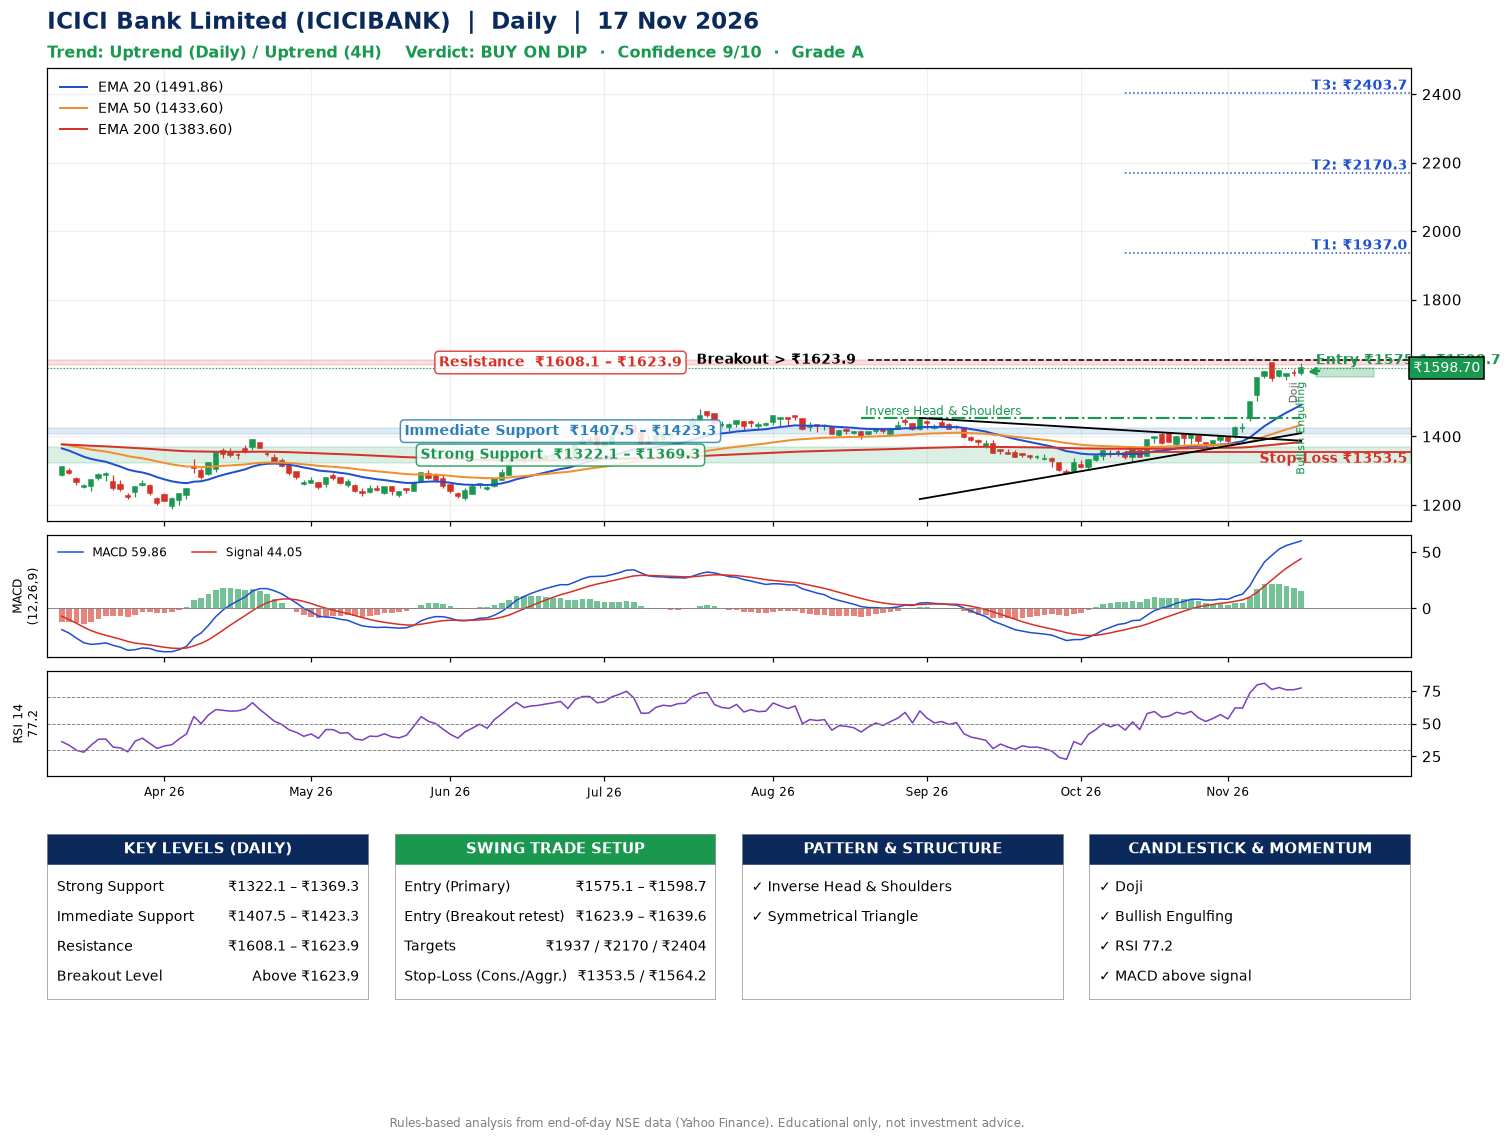 ICICI Bank Limited (ICICIBANK) | Daily | 17 Nov 2026
Trend: Uptrend (Daily) / Uptrend (4H) Verdict: BUY ON DIP · Confidence 9/10 · Grade A
EMA 20 (1491.86)
EMA 50 (1433.60)
EMA 200 (1383.60)
T3: ₹2403.7
T2: ₹2170.3
T1: ₹1937.0
Resistance ₹1608.1 – ₹1623.9
Breakout > ₹1623.9
Entry ₹1575.1
₹1598.70
Doji
Bullish Engulfing
Inverse Head & Shoulders
Immediate Support ₹1407.5 – ₹1423.3
Strong Support ₹1322.1 – ₹1369.3
Stop-Loss ₹1353.5
2400
2200
2000
1800
1400
1200
MACD (12,26,9)
MACD 59.86
Signal 44.05
50
0
RSI 14
77.2
75
50
25
Apr 26
May 26
Jun 26
Jul 26
Aug 26
Sep 26
Oct 26
Nov 26
KEY LEVELS (DAILY)
Strong Support ₹1322.1 – ₹1369.3
Immediate Support ₹1407.5 – ₹1423.3
Resistance ₹1608.1 – ₹1623.9
Breakout Level Above ₹1623.9
SWING TRADE SETUP
Entry (Primary) ₹1575.1 – ₹1598.7
Entry (Breakout retest) ₹1623.9 – ₹1639.6
Targets ₹1937 / ₹2170 / ₹2404
Stop-Loss (Cons./Aggr.) ₹1353.5 / ₹1564.2
PATTERN & STRUCTURE
✓ Inverse Head & Shoulders
✓ Symmetrical Triangle
CANDLESTICK & MOMENTUM
✓ Doji
✓ Bullish Engulfing
✓ RSI 77.2
✓ MACD above signal
Rules-based analysis from end-of-day NSE data (Yahoo Finance). Educational only, not investment advice.